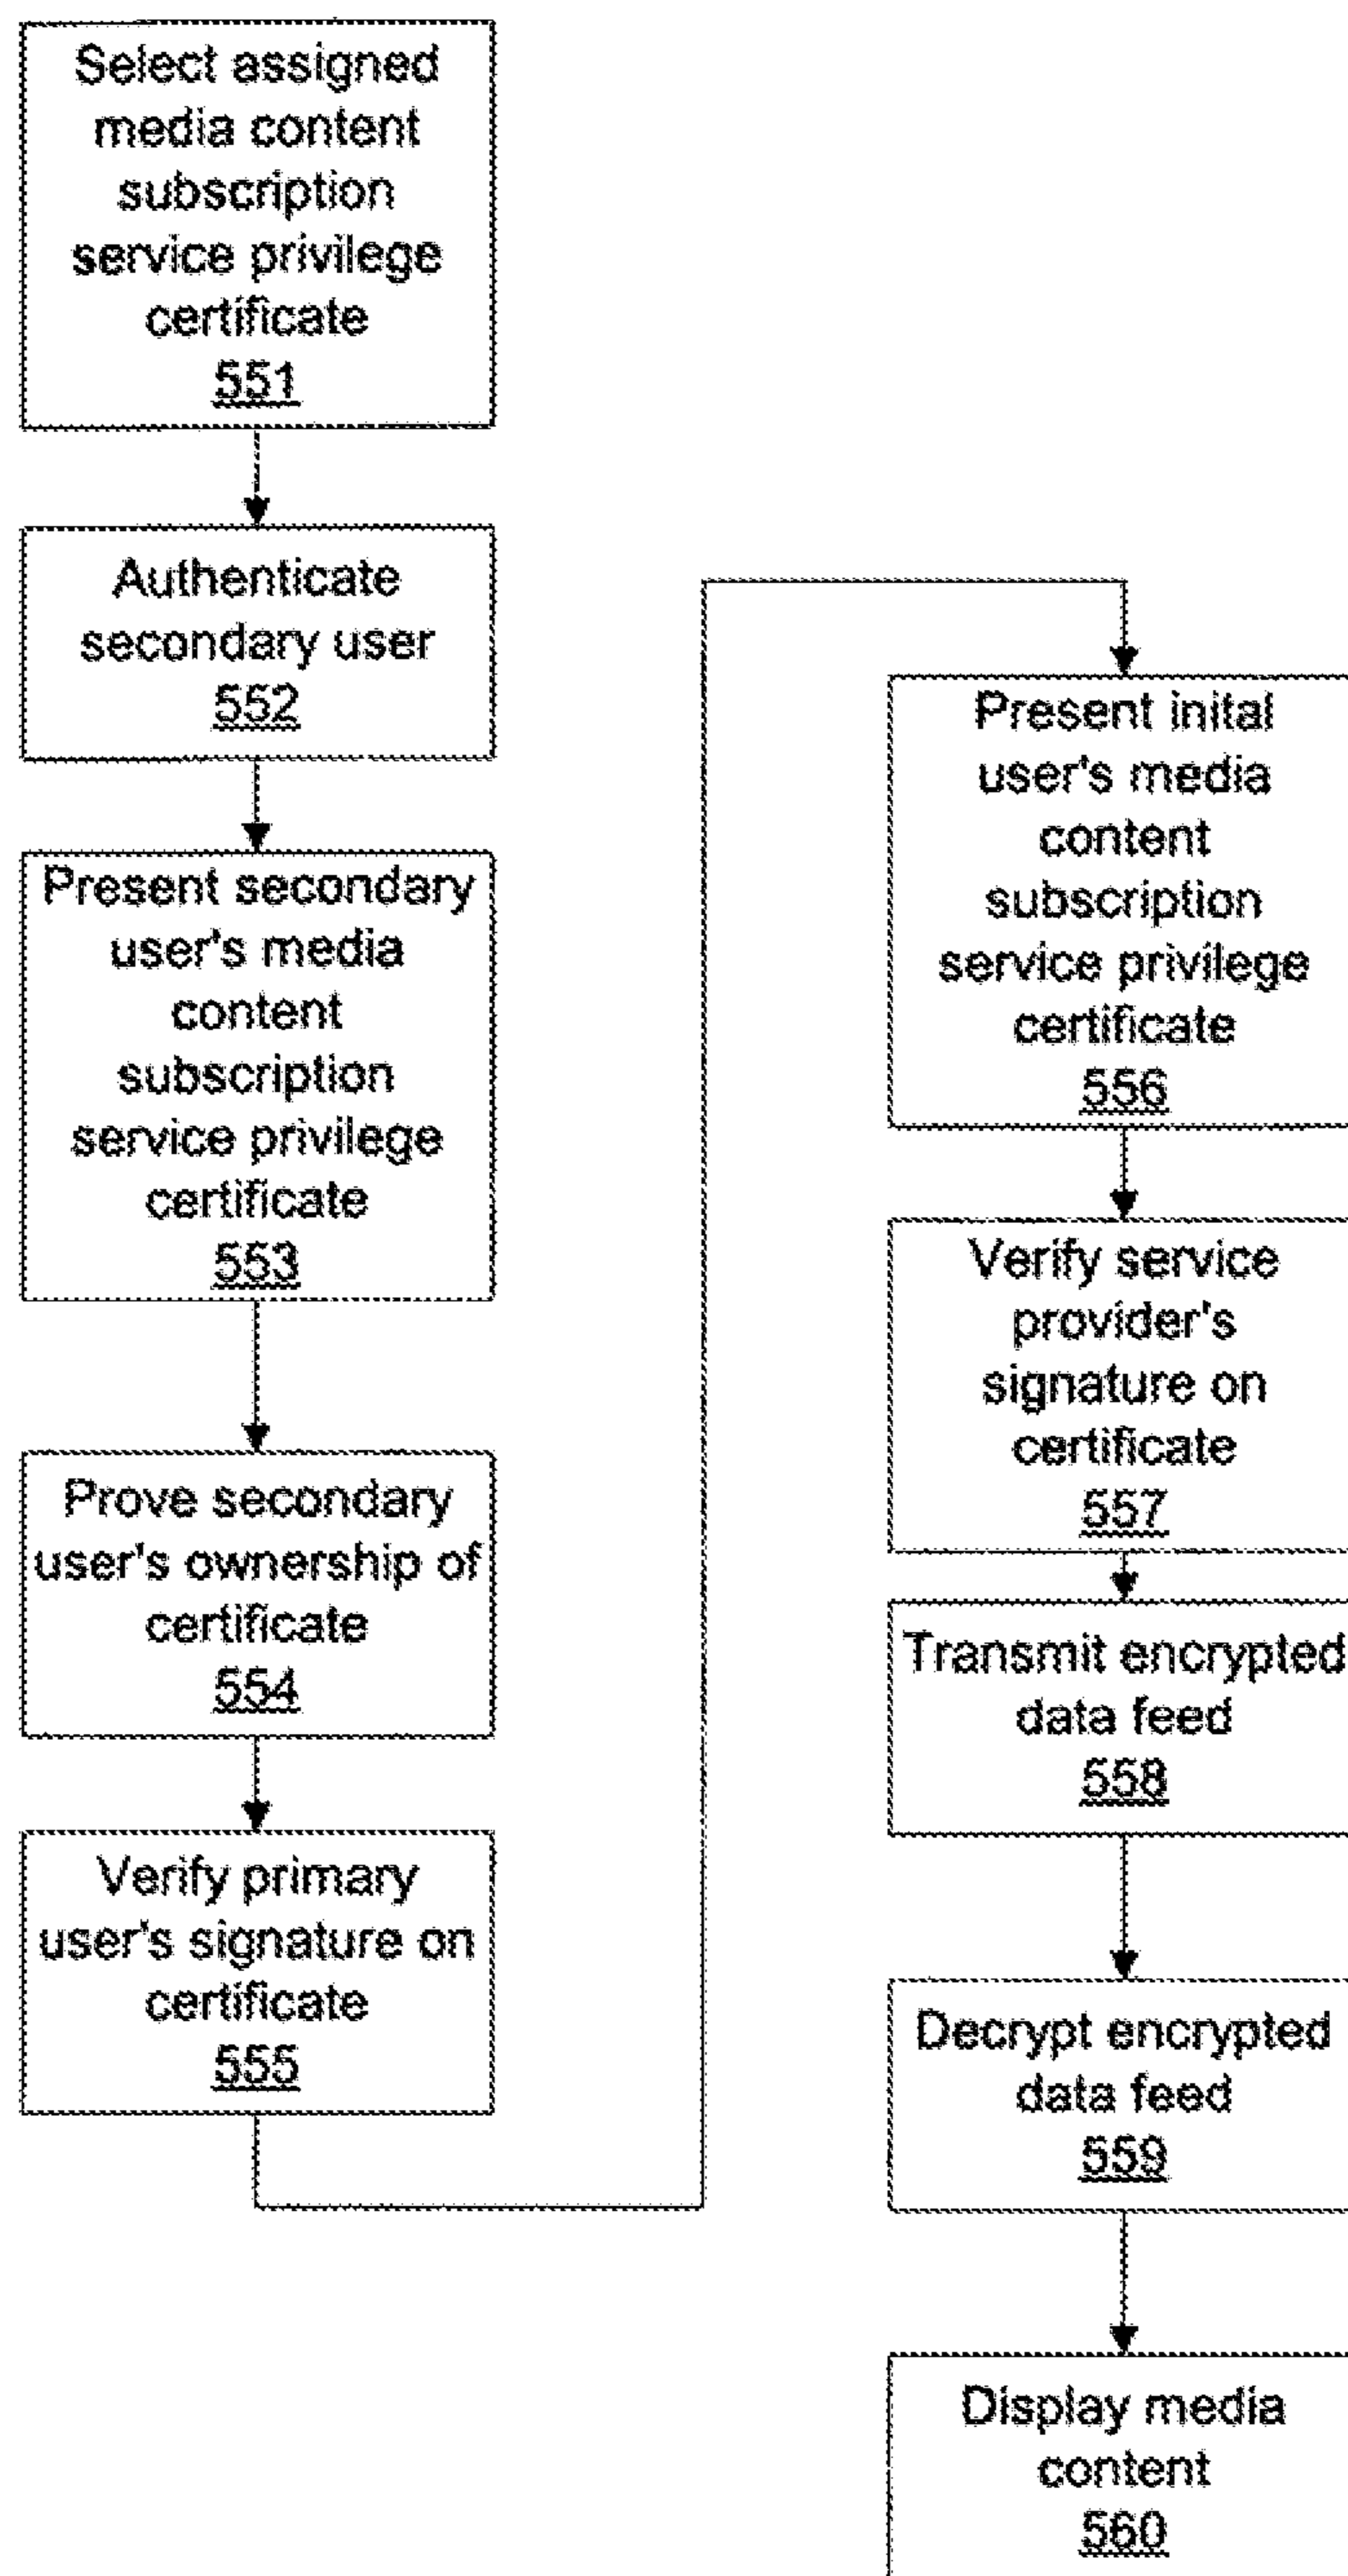 Select assigned
media content
subscription
service privilege
certificate
551
Authenticate
secondary user
552
Present secondary
user's media
content
subscription
service privilege
certificate
553
Prove secondary
user's ownership of
certificate
554
Verify primary
user's signature on
certificate
555
Present inital
user's media
content
subscription
service privilege
certificate
556
Verify service
provider's
signature on
certificate
557
Transmit encrypted
data feed
558
Decrypt encrypted
data feed
559
Display media
content
560